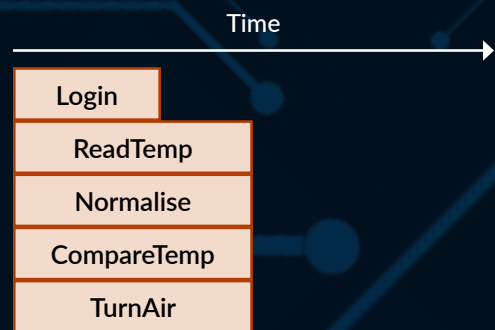 Time
Login
ReadTemp
Normalise
CompareTemp
TurnAir